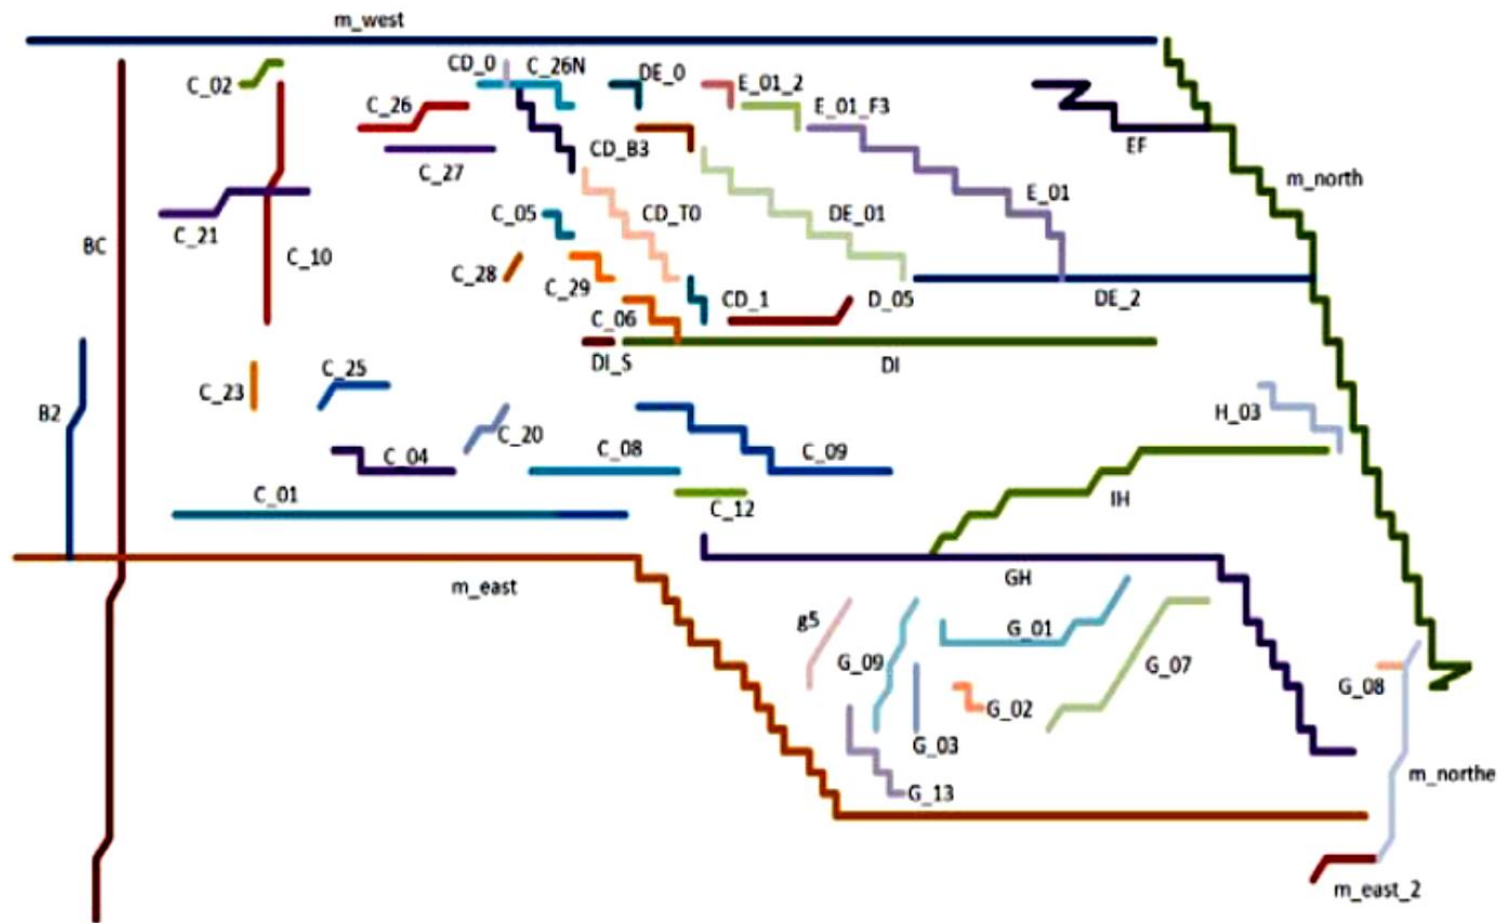 m_west
CD_0
C_26N
C_02
DE_0
E_01_2
C_26
E_01_F3
EF
CD_B3
C_27
m_north
E_01
C_05
CD_T0
DE_01
C_21
BC
C_10
C_28
C_29
CD_1
D_05
DE_2
C_06
DI_S
DI
C_25
C_23
B2
H_03
C_20
C_04
C_08
C_09
C_01
C_12
IH
m_east
GH
g5
G_01
G_09
G_07
G_08
G_02
G_03
m_northe
G_13
m_east_2